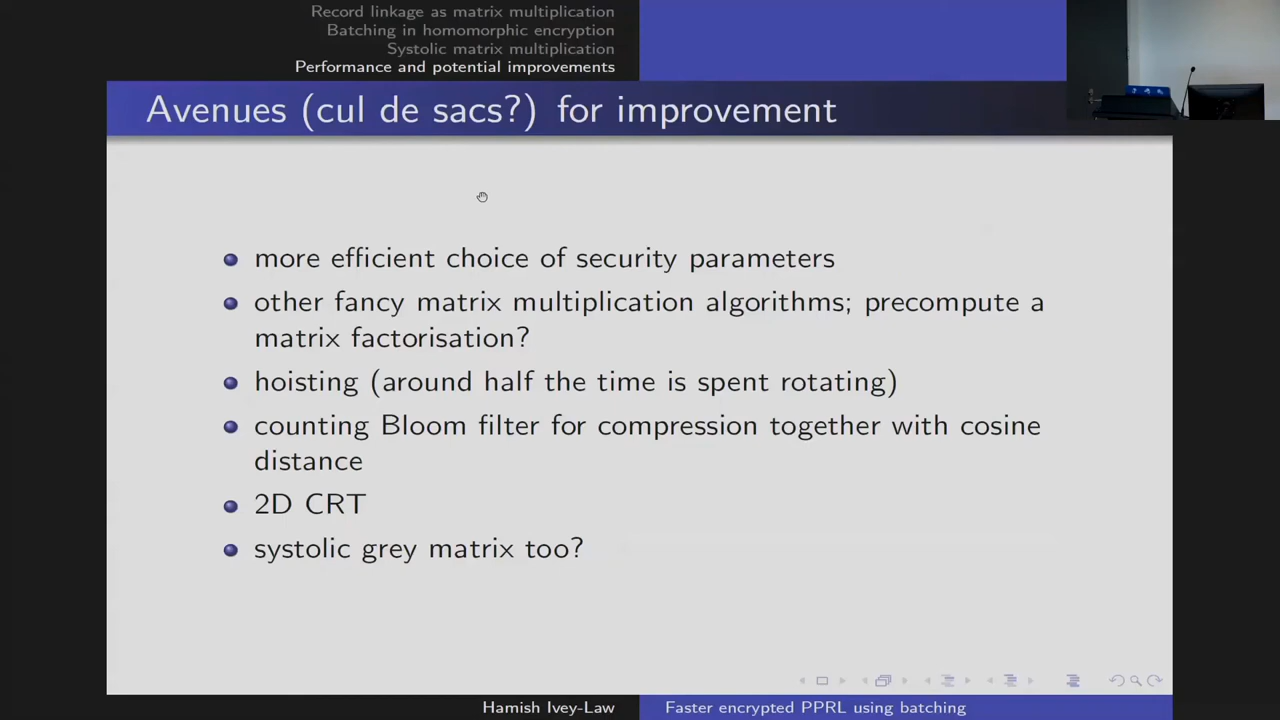 Record linkage as matrix multiplication
Batching in homomorphic encryption
Systolic matrix multiplication
Performance and potential improvements
Avenues (cul de sacs?) for improvement
more efficient choice of security parameters
other fancy matrix multiplication algorithms; precompute a
matrix factorisation?
hoisting (around half the time is spent rotating)
counting Bloom filter for compression together with cosine
distance
2D CRT
systolic grey matrix too?
Hamish Ivey-Law
Faster encrypted PPRL using batching